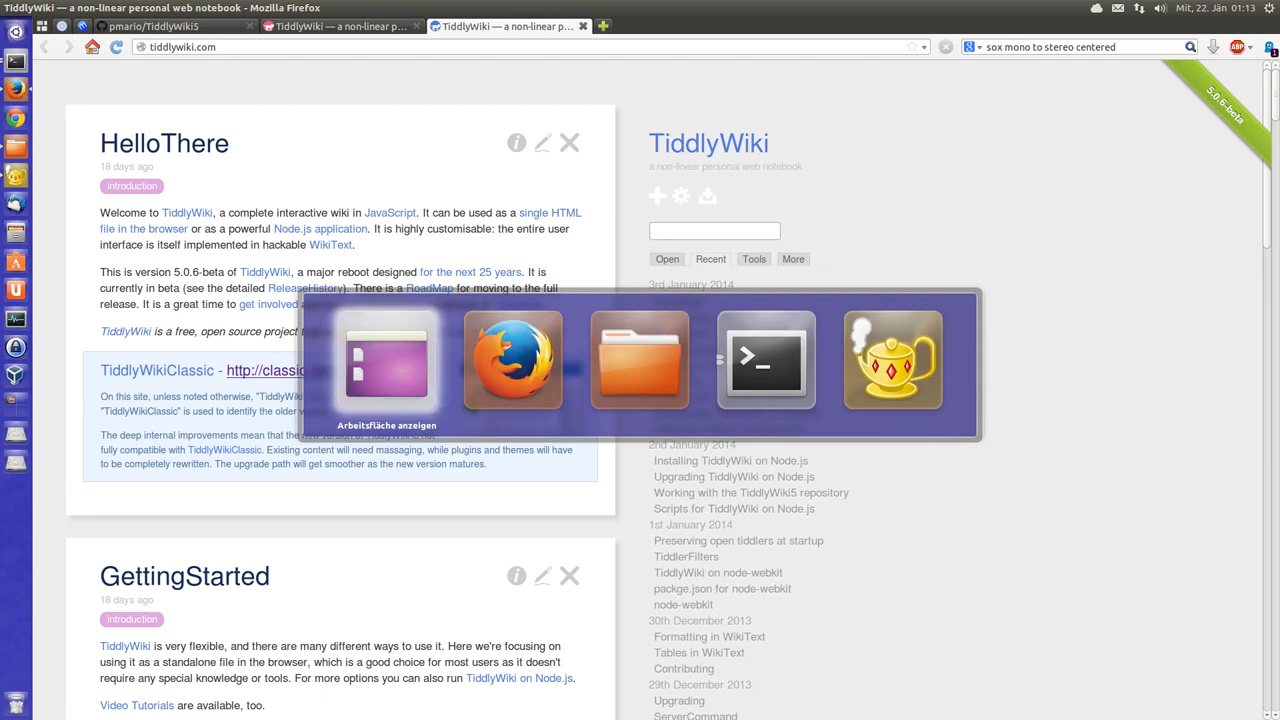 TiddlyWiki — a non-linear personal web notebook - Mozilla Firefox
Mit, 22. Jän 01:13
pmario/TiddlyWiki5
TiddlyWiki — a non-linear p...
TiddlyWiki — a non-linear p...
tiddlywiki.com
sox mono to stereo centered
ABP
1
5.0.6-beta
HelloThere
18 days ago
introduction
Welcome to TiddlyWiki, a complete interactive wiki in JavaScript. It can be used as a single HTML
file in the browser or as a powerful Node.js application. It is highly customisable: the entire user
interface is itself implemented in hackable WikiText.
This is version 5.0.6-beta of TiddlyWiki, a major reboot designed for the next 25 years. It is
currently in beta (see the detailed ReleaseHistory). There is a RoadMap for moving to the full
release. It is a great time to get involved
TiddlyWiki is a free, open source project
TiddlyWikiClassic - http://classic
On this site, unless noted otherwise, "TiddlyWiki"
"TiddlyWikiClassic" is used to identify the older
The deep internal improvements mean that the new version of TiddlyWiki is not
fully compatible with TiddlyWikiClassic. Existing content will need massaging, while plugins and themes will have
to be completely rewritten. The upgrade path will get smoother as the new version matures.
Arbeitsfläche anzeigen
GettingStarted
18 days ago
introduction
TiddlyWiki is very flexible, and there are many different ways to use it. Here we're focusing on
using it as a standalone file in the browser, which is a good choice for most users as it doesn't
require any special knowledge or tools. For more options you can also run TiddlyWiki on Node.js.
Video Tutorials are available, too.
TiddlyWiki
a non-linear personal web notebook
Open
Recent
Tools
More
3rd January 2014
2nd January 2014
Installing TiddlyWiki on Node.js
Upgrading TiddlyWiki on Node.js
Working with the TiddlyWiki5 repository
Scripts for TiddlyWiki on Node.js
1st January 2014
Preserving open tiddlers at startup
TiddlerFilters
TiddlyWiki on node-webkit
packge.json for node-webkit
node-webkit
30th December 2013
Formatting in WikiText
Tables in WikiText
Contributing
29th December 2013
Upgrading
ServerCommand